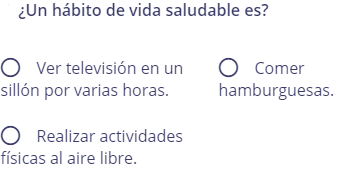 ¿Un hábito de vida saludable es?
Ver televisión en un
sillón por varias horas.
Comer
hamburguesas.
Realizar actividades
físicas al aire libre.